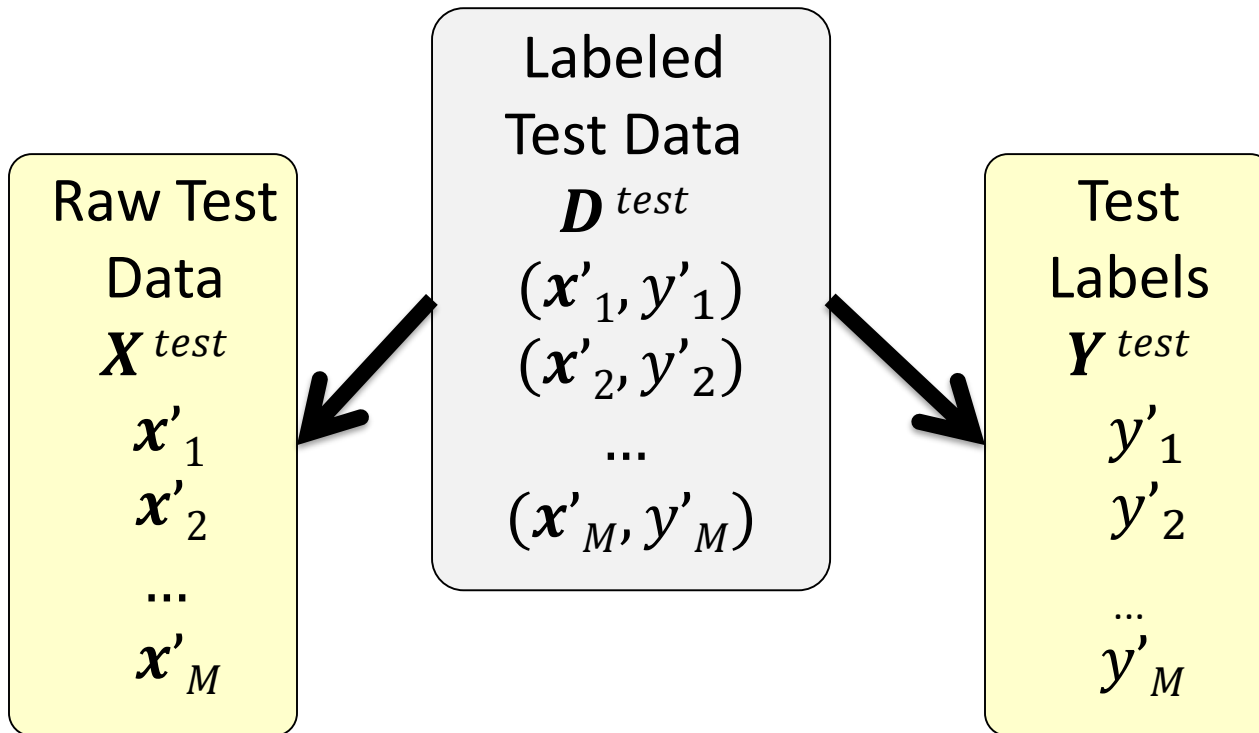 Raw Test
Data
X test
x’1
x’2
...
x’M
Labeled
Test Data
D test
(x’1, y’1)
(x’2, y’2)
...
(x’M, y’M)
Test
Labels
Y test
y’1
y’2
...
y’M